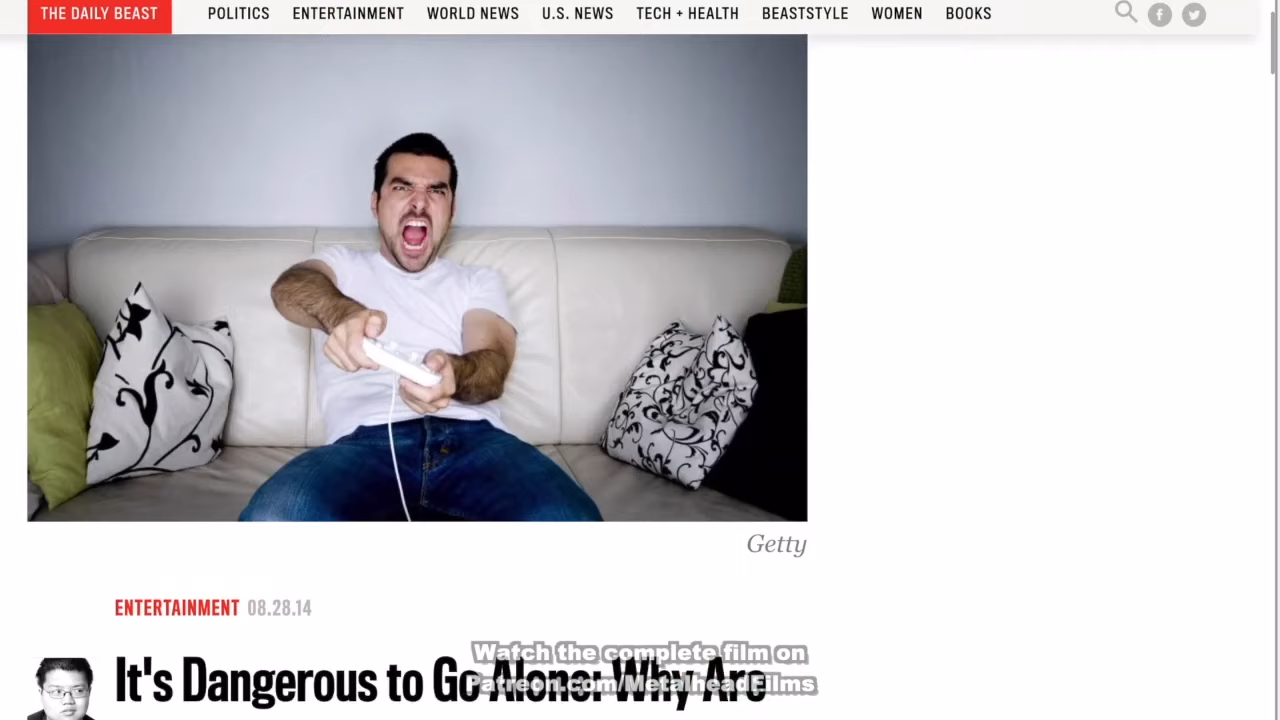 THE DAILY BEAST POLITICS ENTERTAINMENT WORLD NEWS U.S. NEWS TECH + HEALTH BEASTSTYLE WOMEN BOOKS
Getty
ENTERTAINMENT 08.28.14
It's Dangerous to Go Alone: Why Are
Watch the complete film on
Patreon.com/MetalheadFilms